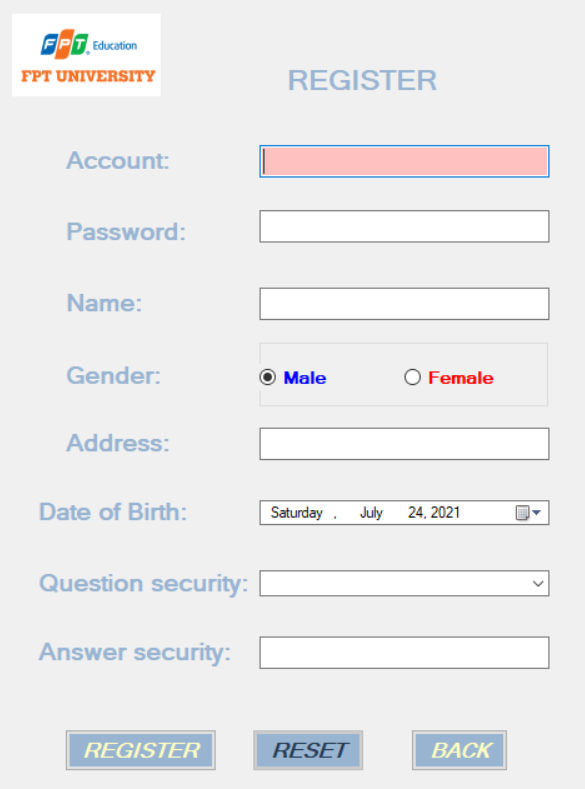 FPT Education
FPT UNIVERSITY
REGISTER
Account:
Password:
Name:
Gender: Male Female
Address:
Date of Birth: Saturday , July 24, 2021
Question security:
Answer security:
REGISTER RESET BACK